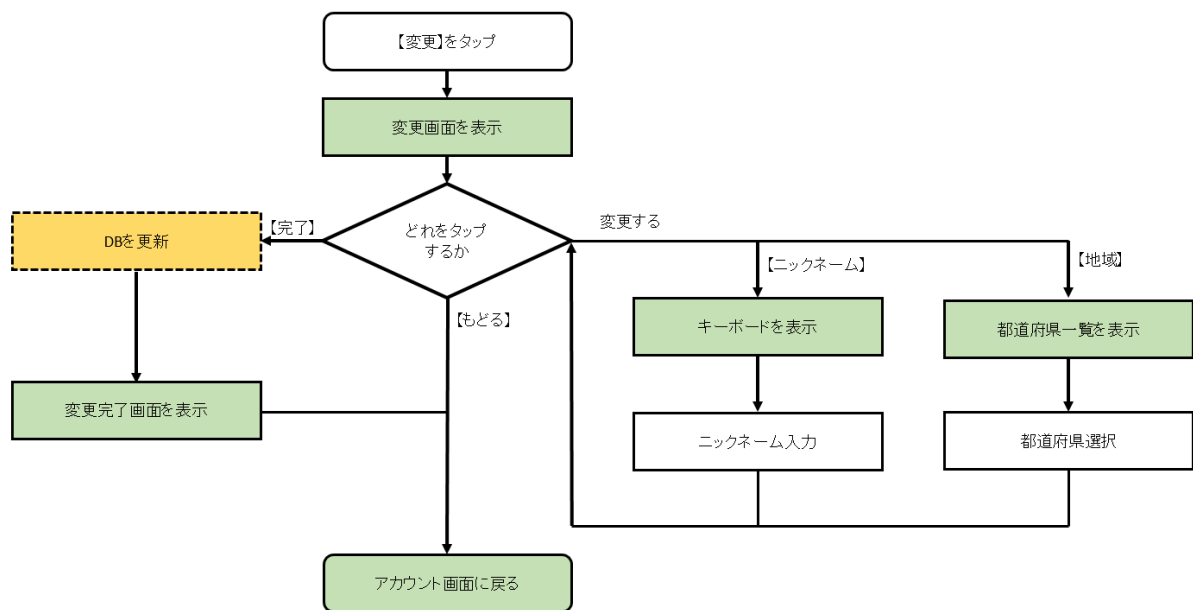 【変更】をタップ
変更画面を表示
どれをタップ
するか
【完了】
DBを更新
変更完了画面を表示
【もどる】
変更する
【ニックネーム】
キーボードを表示
ニックネーム入力
【地域】
都道府県一覧を表示
都道府県選択
アカウント画面に戻る